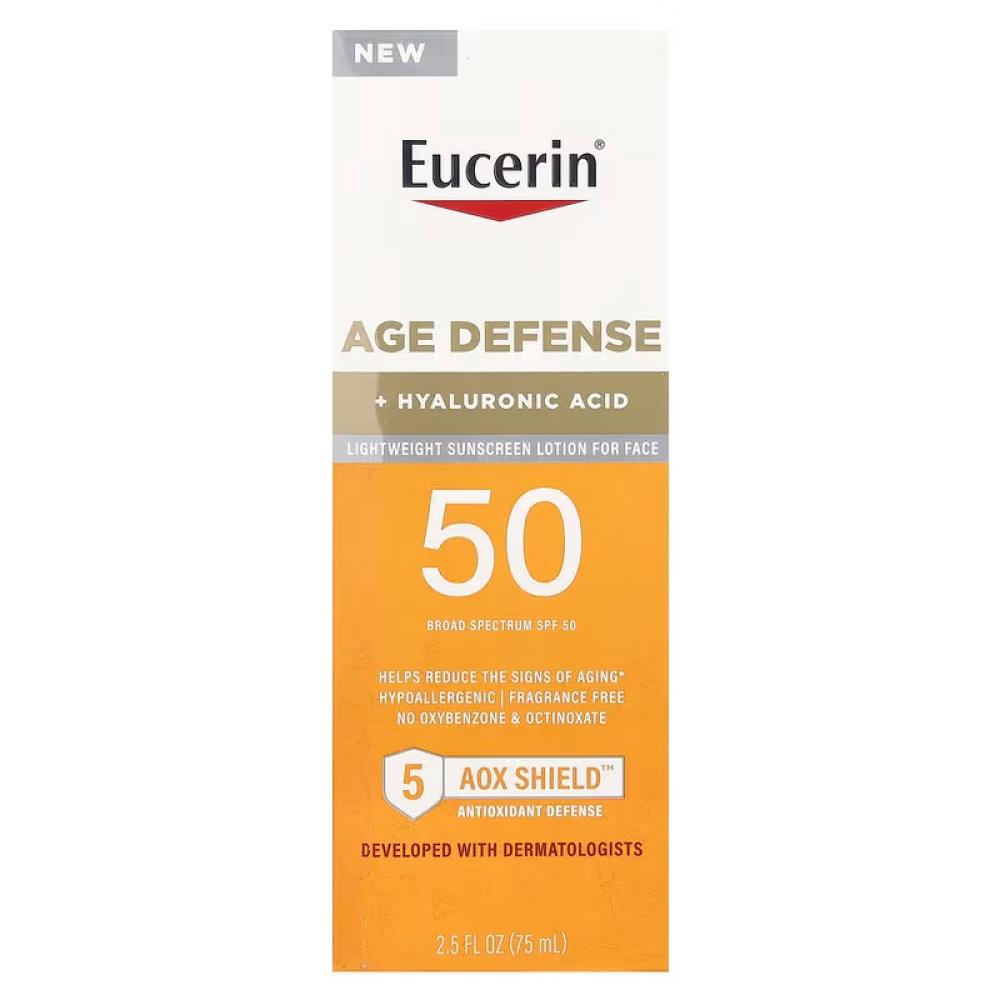 NEW
Eucerin®
AGE DEFENSE
+ HYALURONIC ACID
LIGHTWEIGHT SUNSCREEN LOTION FOR FACE
50
BROAD SPECTRUM SPF 50
HELPS REDUCE THE SIGNS OF AGING*
HYPOALLERGENIC | FRAGRANCE FREE
NO OXYBENZONE & OCTINOXATE
5 AOX SHIELD™
ANTIOXIDANT DEFENSE
DEVELOPED WITH DERMATOLOGISTS
2.5 FL OZ (75 mL)